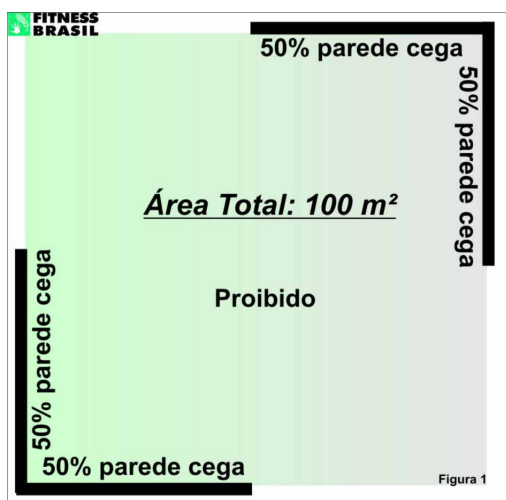 FITNESS
BRASIL
50% parede cega
50% parede cega
Área Total: 100 m²
Proibido
50% parede cega
50% parede cega
Figura 1